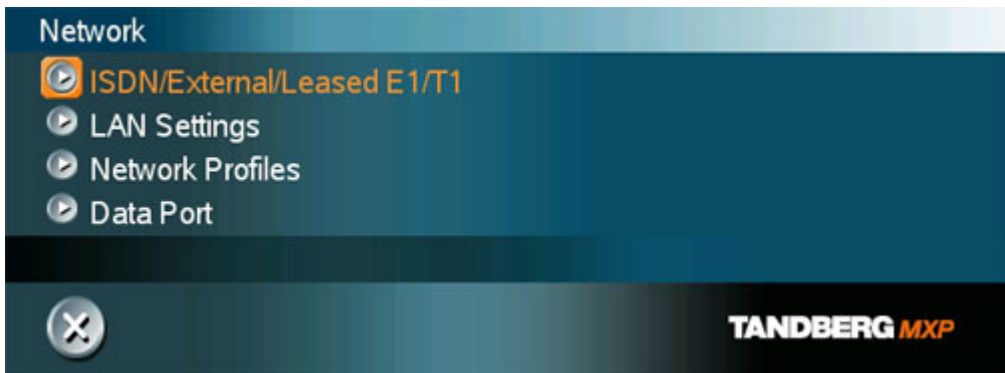 Network
ISDN/External/Leased E1/T1
LAN Settings
Network Profiles
Data Port
TANDBERG MXP